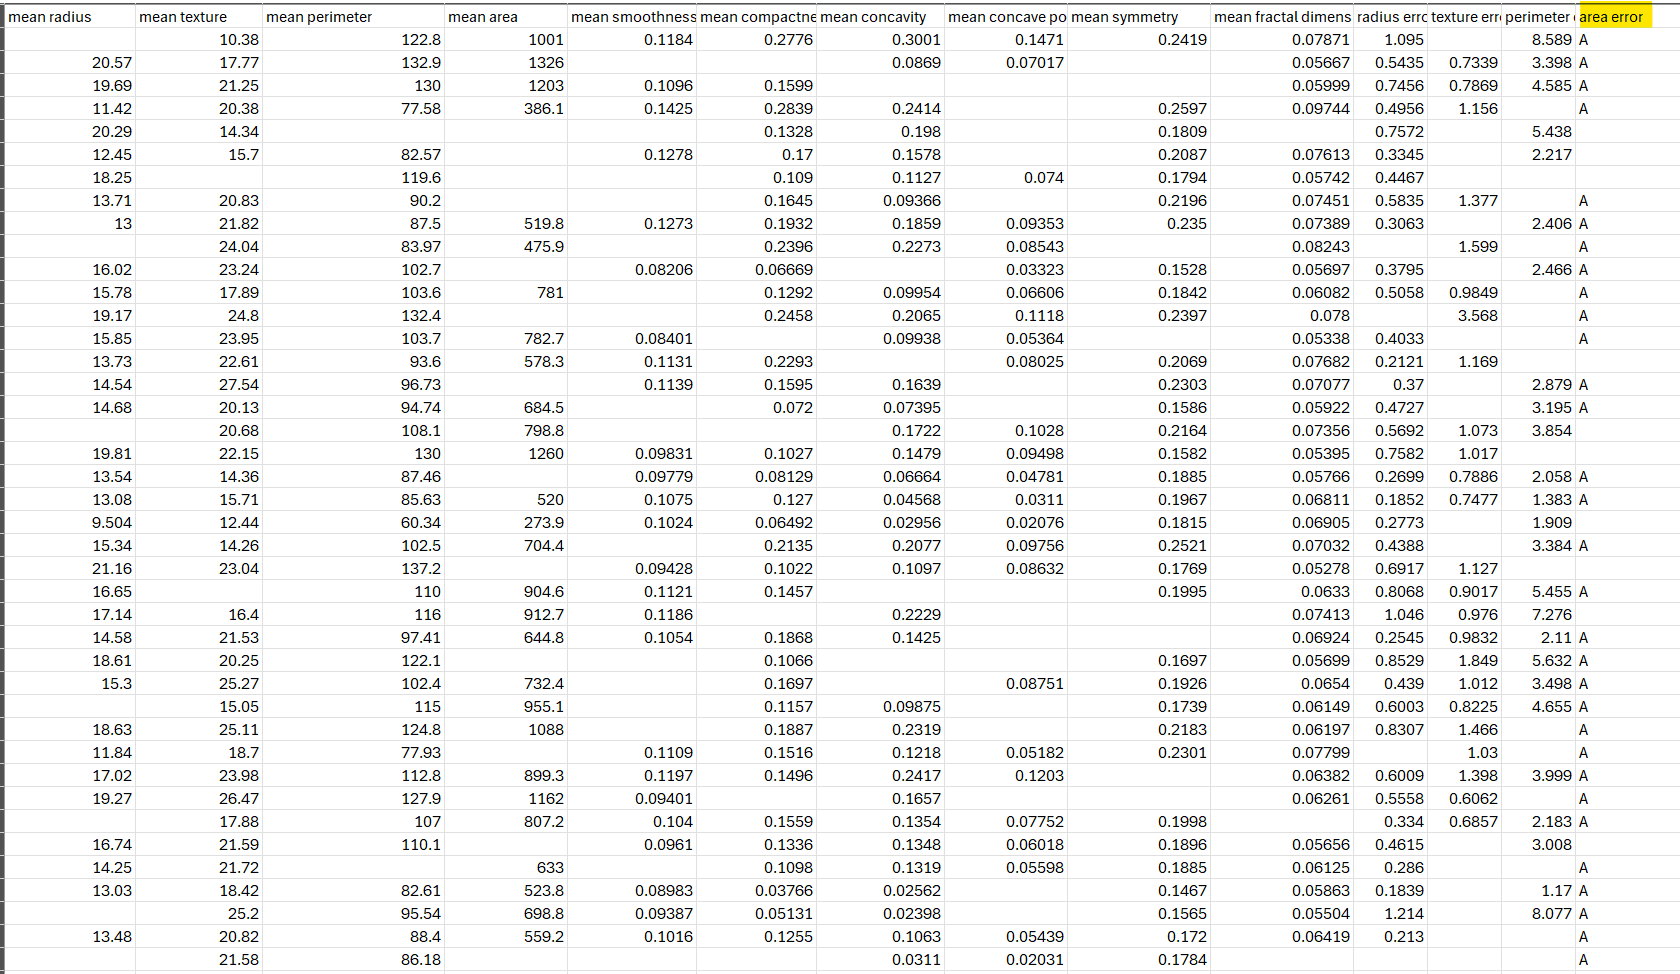 mean radius mean texture mean perimeter mean area mean smoothness mean compactne mean concavity mean concave po mean symmetry mean fractal dimens radius erro texture erro perimeter area error
10.38 122.8 1001 0.1184 0.2776 0.3001 0.1471 0.2419 0.07871 1.095 8.589 A
20.57 17.77 132.9 1326 0.0869 0.07017 0.05667 0.5435 0.7339 3.398 A
19.69 21.25 130 1203 0.1096 0.1599 0.05999 0.7456 0.7869 4.585 A
11.42 20.38 77.58 386.1 0.1425 0.2839 0.2414 0.2597 0.09744 0.4956 1.156 A
20.29 14.34 0.1328 0.198 0.1809 0.7572 5.438
12.45 15.7 82.57 0.1278 0.17 0.1578 0.2087 0.07613 0.3345 2.217
18.25 119.6 0.109 0.1127 0.074 0.1794 0.05742 0.4467
13.71 20.83 90.2 0.1645 0.09366 0.2196 0.07451 0.5835 1.377 A
13 21.82 87.5 519.8 0.1273 0.1932 0.1859 0.09353 0.235 0.07389 0.3063 2.406 A
24.04 83.97 475.9 0.2396 0.2273 0.08543 0.08243 1.599 A
16.02 23.24 102.7 0.08206 0.06669 0.03323 0.1528 0.05697 0.3795 2.466 A
15.78 17.89 103.6 781 0.1292 0.09954 0.06606 0.1842 0.06082 0.5058 0.9849 A
19.17 24.8 132.4 0.2458 0.2065 0.1118 0.2397 0.078 3.568 A
15.85 23.95 103.7 782.7 0.08401 0.09938 0.05364 0.05338 0.4033 A
13.73 22.61 93.6 578.3 0.1131 0.2293 0.08025 0.2069 0.07682 0.2121 1.169
14.54 27.54 96.73 0.1139 0.1595 0.1639 0.2303 0.07077 0.37 2.879 A
14.68 20.13 94.74 684.5 0.072 0.07395 0.1586 0.05922 0.4727 3.195 A
20.68 108.1 798.8 0.1722 0.1028 0.2164 0.07356 0.5692 1.073 3.854
19.81 22.15 130 1260 0.09831 0.1027 0.1479 0.09498 0.1582 0.05395 0.7582 1.017
13.54 14.36 87.46 0.09779 0.08129 0.06664 0.04781 0.1885 0.05766 0.2699 0.7886 2.058 A
13.08 15.71 85.63 520 0.1075 0.127 0.04568 0.0311 0.1967 0.06811 0.1852 0.7477 1.383 A
9.504 12.44 60.34 273.9 0.1024 0.06492 0.02956 0.02076 0.1815 0.06905 0.2773 1.909
15.34 14.26 102.5 704.4 0.2135 0.2077 0.09756 0.2521 0.07032 0.4388 3.384 A
21.16 23.04 137.2 0.09428 0.1022 0.1097 0.08632 0.1769 0.05278 0.6917 1.127
16.65 110 904.6 0.1121 0.1457 0.1995 0.0633 0.8068 0.9017 5.455 A
17.14 16.4 116 912.7 0.1186 0.2229 0.07413 1.046 0.976 7.276
14.58 21.53 97.41 644.8 0.1054 0.1868 0.1425 0.06924 0.2545 0.9832 2.11 A
18.61 20.25 122.1 0.1066 0.1697 0.05699 0.8529 1.849 5.632 A
15.3 25.27 102.4 732.4 0.1697 0.08751 0.1926 0.0654 0.439 1.012 3.498 A
15.05 115 955.1 0.1157 0.09875 0.1739 0.06149 0.6003 0.8225 4.655 A
18.63 25.11 124.8 1088 0.1887 0.2319 0.2183 0.06197 0.8307 1.466 A
11.84 18.7 77.93 0.1109 0.1516 0.1218 0.05182 0.2301 0.07799 1.03 A
17.02 23.98 112.8 899.3 0.1197 0.1496 0.2417 0.1203 0.06382 0.6009 1.398 3.999 A
19.27 26.47 127.9 1162 0.09401 0.1657 0.06261 0.5558 0.6062 A
17.88 107 807.2 0.104 0.1559 0.1354 0.07752 0.1998 0.334 0.6857 2.183 A
16.74 21.59 110.1 0.0961 0.1336 0.1348 0.06018 0.1896 0.05656 0.4615 3.008
14.25 21.72 633 0.1098 0.1319 0.05598 0.1885 0.06125 0.286 A
13.03 18.42 82.61 523.8 0.08983 0.03766 0.02562 0.1467 0.05863 0.1839 1.17 A
25.2 95.54 698.8 0.09387 0.05131 0.02398 0.1565 0.05504 1.214 8.077 A
13.48 20.82 88.4 559.2 0.1016 0.1255 0.1063 0.05439 0.172 0.06419 0.213 A
21.58 86.18 0.0311 0.02031 0.1784 A